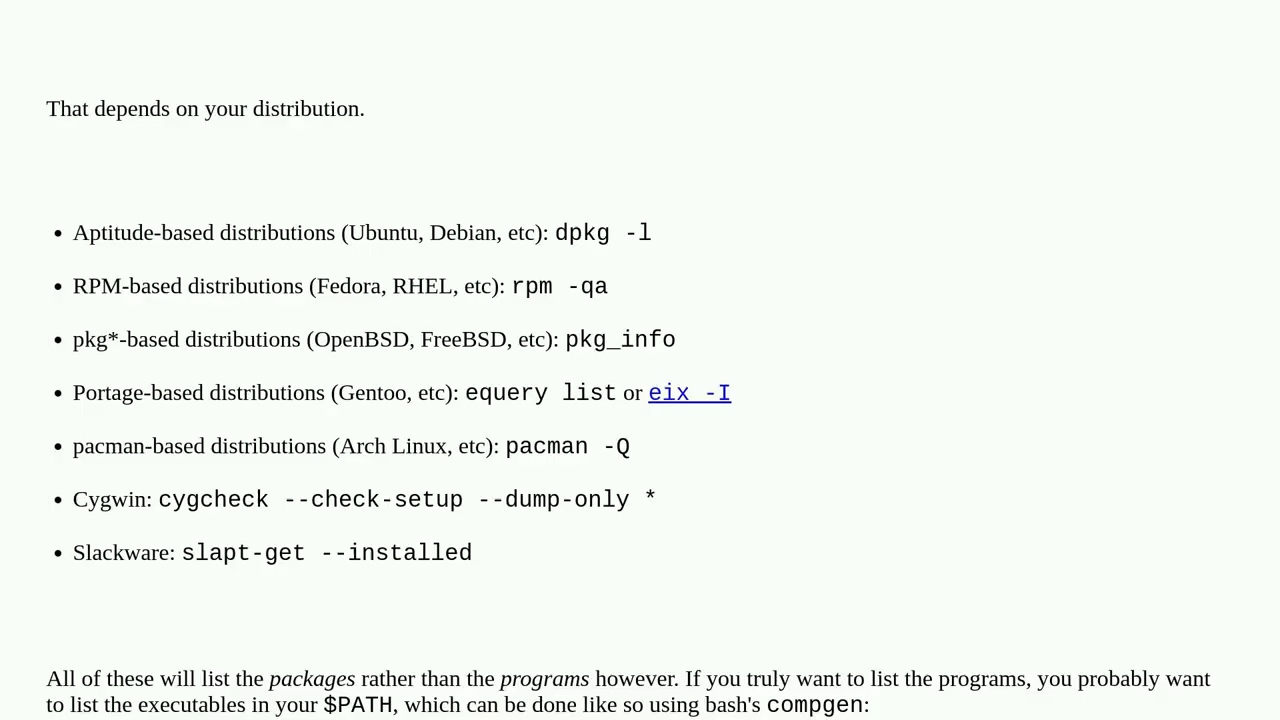 That depends on your distribution.
• Aptitude-based distributions (Ubuntu, Debian, etc): dpkg -l
• RPM-based distributions (Fedora, RHEL, etc): rpm -qa
• pkg*-based distributions (OpenBSD, FreeBSD, etc): pkg_info
• Portage-based distributions (Gentoo, etc): equery list or eix -I
• pacman-based distributions (Arch Linux, etc): pacman -Q
• Cygwin: cygcheck --check-setup --dump-only *
• Slackware: slapt-get --installed
All of these will list the packages rather than the programs however. If you truly want to list the programs, you probably want
to list the executables in your $PATH, which can be done like so using bash's compgen: